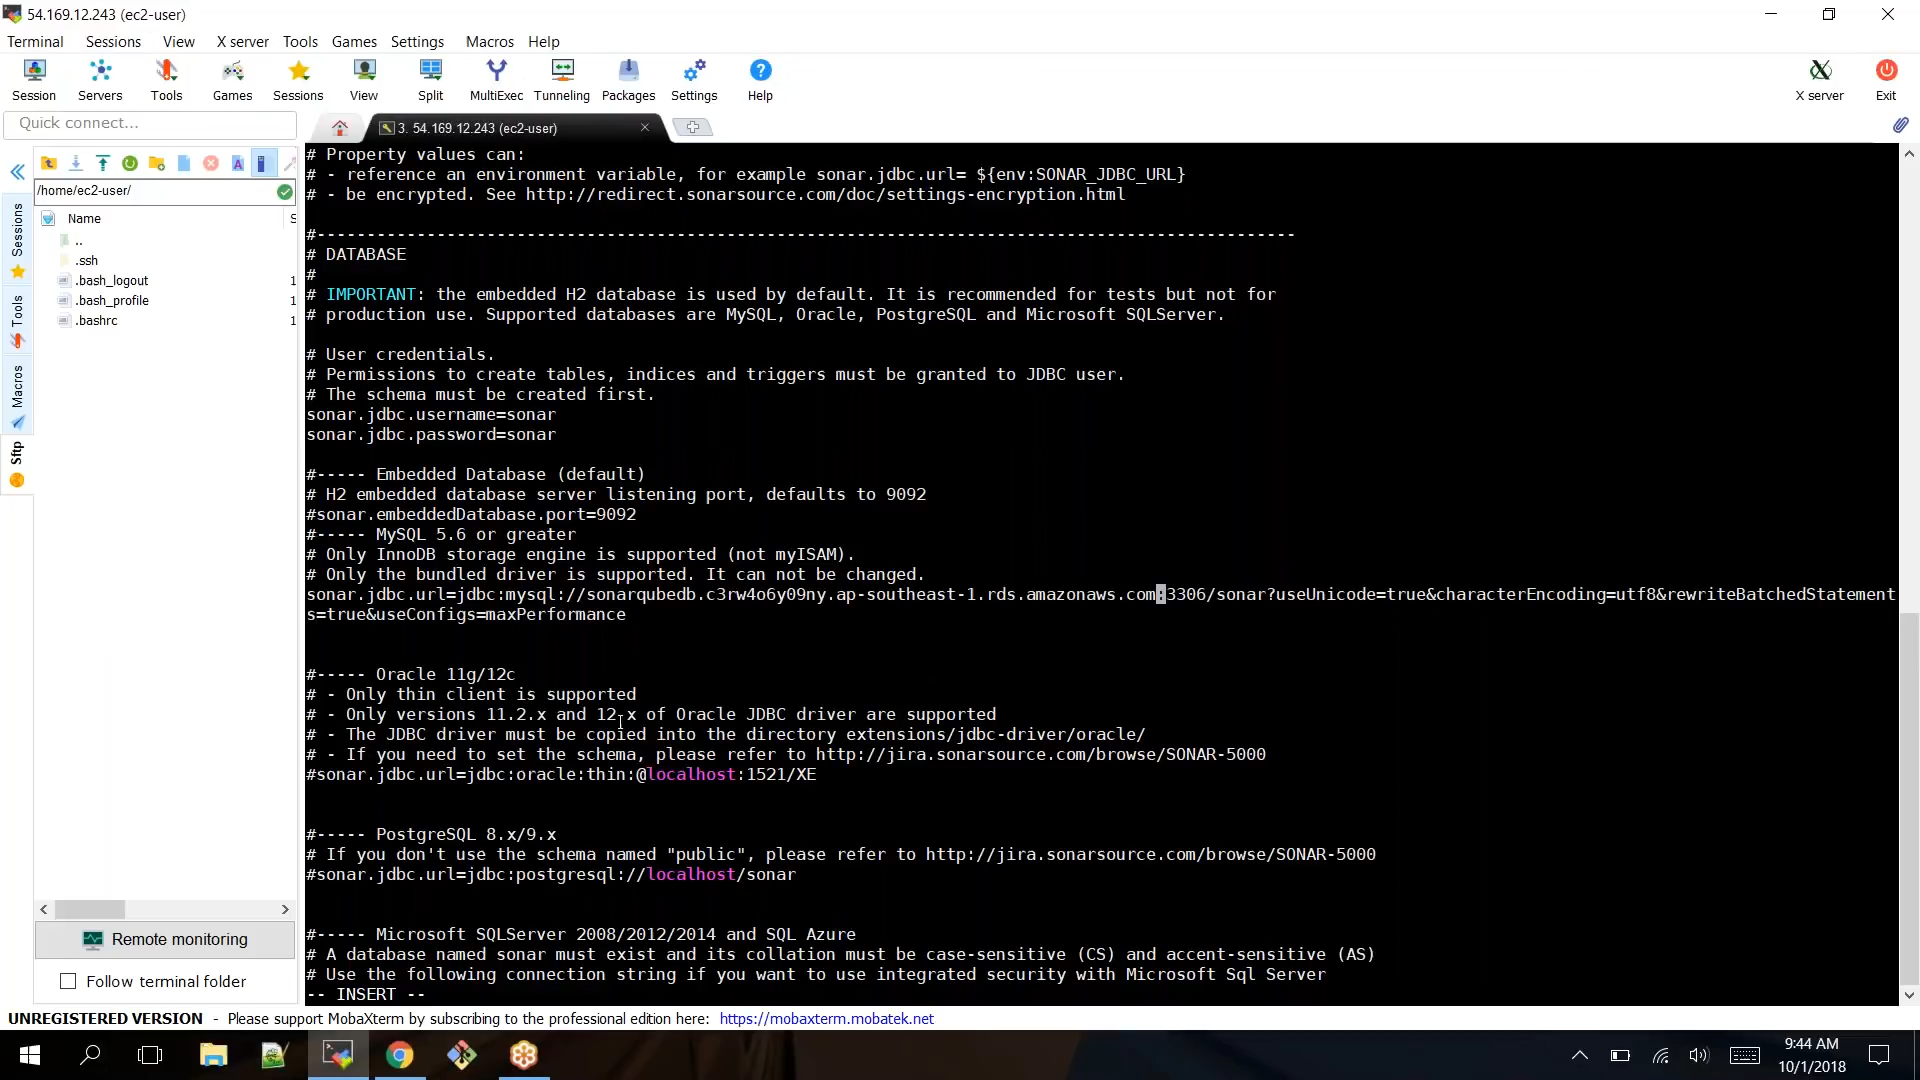 54.169.12.243 (ec2-user)
Terminal Sessions View X server Tools Games Settings Macros Help
Session Servers Tools Games Sessions View Split MultiExec Tunneling Packages Settings Help X server Exit
Quick connect...
3. 54.169.12.243 (ec2-user)
/home/ec2-user/
Name S
..
.ssh
.bash_logout 1
.bash_profile 1
.bashrc 1
Sessions
Tools
Macros
Sftp
Remote monitoring
Follow terminal folder
# Property values can:
# - reference an environment variable, for example sonar.jdbc.url= ${env:SONAR_JDBC_URL}
# - be encrypted. See http://redirect.sonarsource.com/doc/settings-encryption.html
#--------------------------------------------------------------------------------------------------
# DATABASE
#
# IMPORTANT: the embedded H2 database is used by default. It is recommended for tests but not for
# production use. Supported databases are MySQL, Oracle, PostgreSQL and Microsoft SQLServer.
# User credentials.
# Permissions to create tables, indices and triggers must be granted to JDBC user.
# The schema must be created first.
sonar.jdbc.username=sonar
sonar.jdbc.password=sonar
#----- Embedded Database (default)
# H2 embedded database server listening port, defaults to 9092
#sonar.embeddedDatabase.port=9092
#----- MySQL 5.6 or greater
# Only InnoDB storage engine is supported (not myISAM).
# Only the bundled driver is supported. It can not be changed.
sonar.jdbc.url=jdbc:mysql://sonarqubedb.c3rw4o6y09ny.ap-southeast-1.rds.amazonaws.com:3306/sonar?useUnicode=true&characterEncoding=utf8&rewriteBatchedStatement
s=true&useConfigs=maxPerformance
#----- Oracle 11g/12c
# - Only thin client is supported
# - Only versions 11.2.x and 12.x of Oracle JDBC driver are supported
# - The JDBC driver must be copied into the directory extensions/jdbc-driver/oracle/
# - If you need to set the schema, please refer to http://jira.sonarsource.com/browse/SONAR-5000
#sonar.jdbc.url=jdbc:oracle:thin:@localhost:1521/XE
#----- PostgreSQL 8.x/9.x
# If you don't use the schema named "public", please refer to http://jira.sonarsource.com/browse/SONAR-5000
#sonar.jdbc.url=jdbc:postgresql://localhost/sonar
#----- Microsoft SQLServer 2008/2012/2014 and SQL Azure
# A database named sonar must exist and its collation must be case-sensitive (CS) and accent-sensitive (AS)
# Use the following connection string if you want to use integrated security with Microsoft Sql Server
-- INSERT --
UNREGISTERED VERSION - Please support MobaXterm by subscribing to the professional edition here: https://mobaxterm.mobatek.net
9:44 AM
10/1/2018